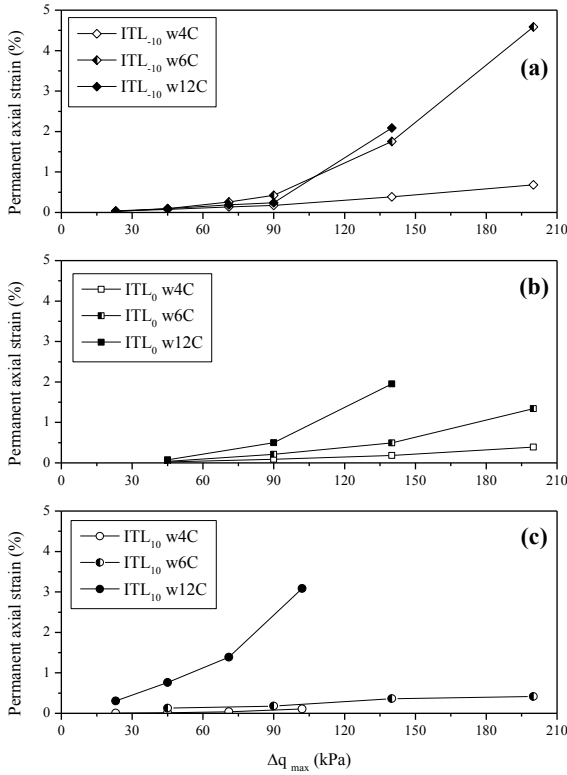 Permanent axial strain (%)
5
4
3
2
1
0
ITL₋₁₀ w4C
ITL₋₁₀ w6C
ITL₋₁₀ w12C
(a)
0 30 60 90 120 150 180 210
Permanent axial strain (%)
5
4
3
2
1
0
ITL₀ w4C
ITL₀ w6C
ITL₀ w12C
(b)
0 30 60 90 120 150 180 210
Permanent axial strain (%)
5
4
3
2
1
0
ITL₁₀ w4C
ITL₁₀ w6C
ITL₁₀ w12C
(c)
0 30 60 90 120 150 180 210
Δq max (kPa)